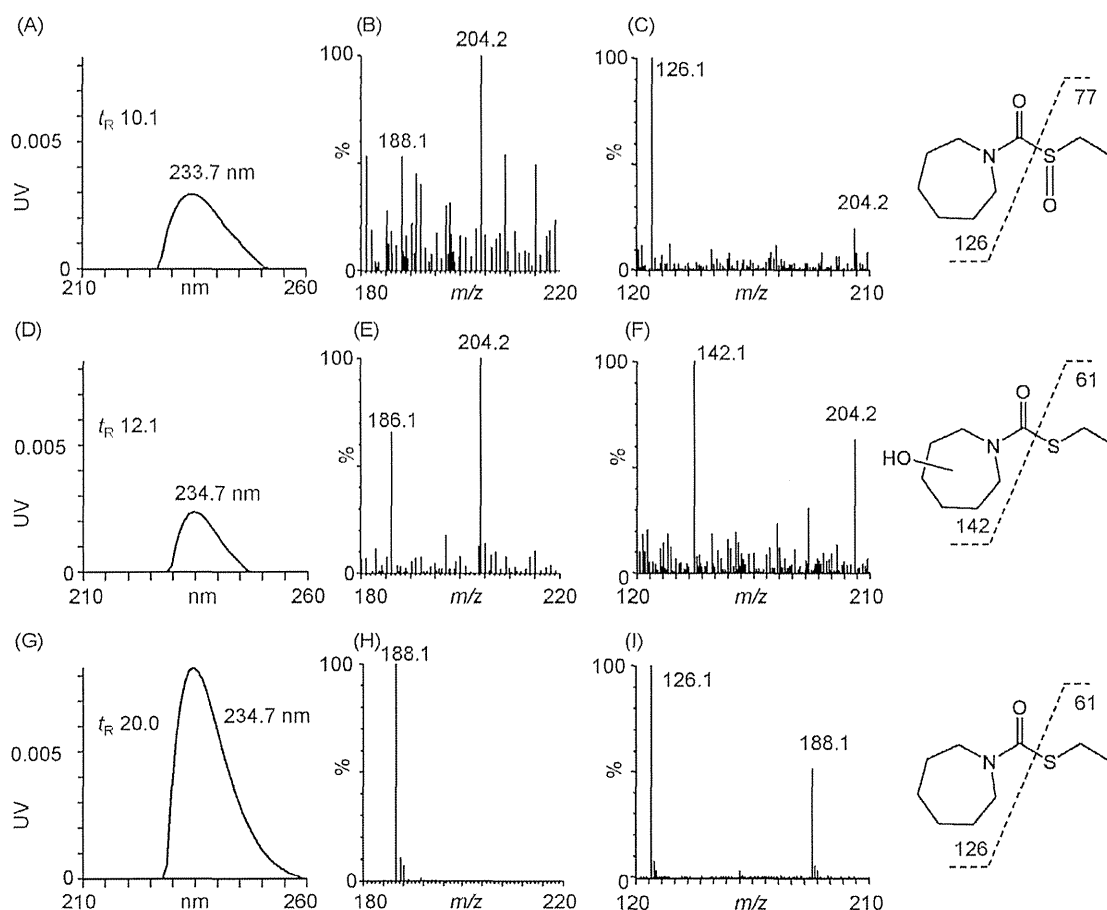 (A)
0.005
UV
0
210
nm
260
tR 10.1
233.7 nm
(B)
100
%
0
180
m/z
220
188.1
204.2
(C)
100
%
0
120
m/z
210
126.1
204.2
O
N
S
O
77
126
(D)
0.005
UV
0
210
nm
260
tR 12.1
234.7 nm
(E)
100
%
0
180
m/z
220
186.1
204.2
(F)
100
%
0
120
m/z
210
142.1
204.2
O
N
S
HO
61
142
(G)
0.005
UV
0
210
nm
260
tR 20.0
234.7 nm
(H)
100
%
0
180
m/z
220
188.1
(I)
100
%
0
120
m/z
210
126.1
188.1
O
N
S
61
126